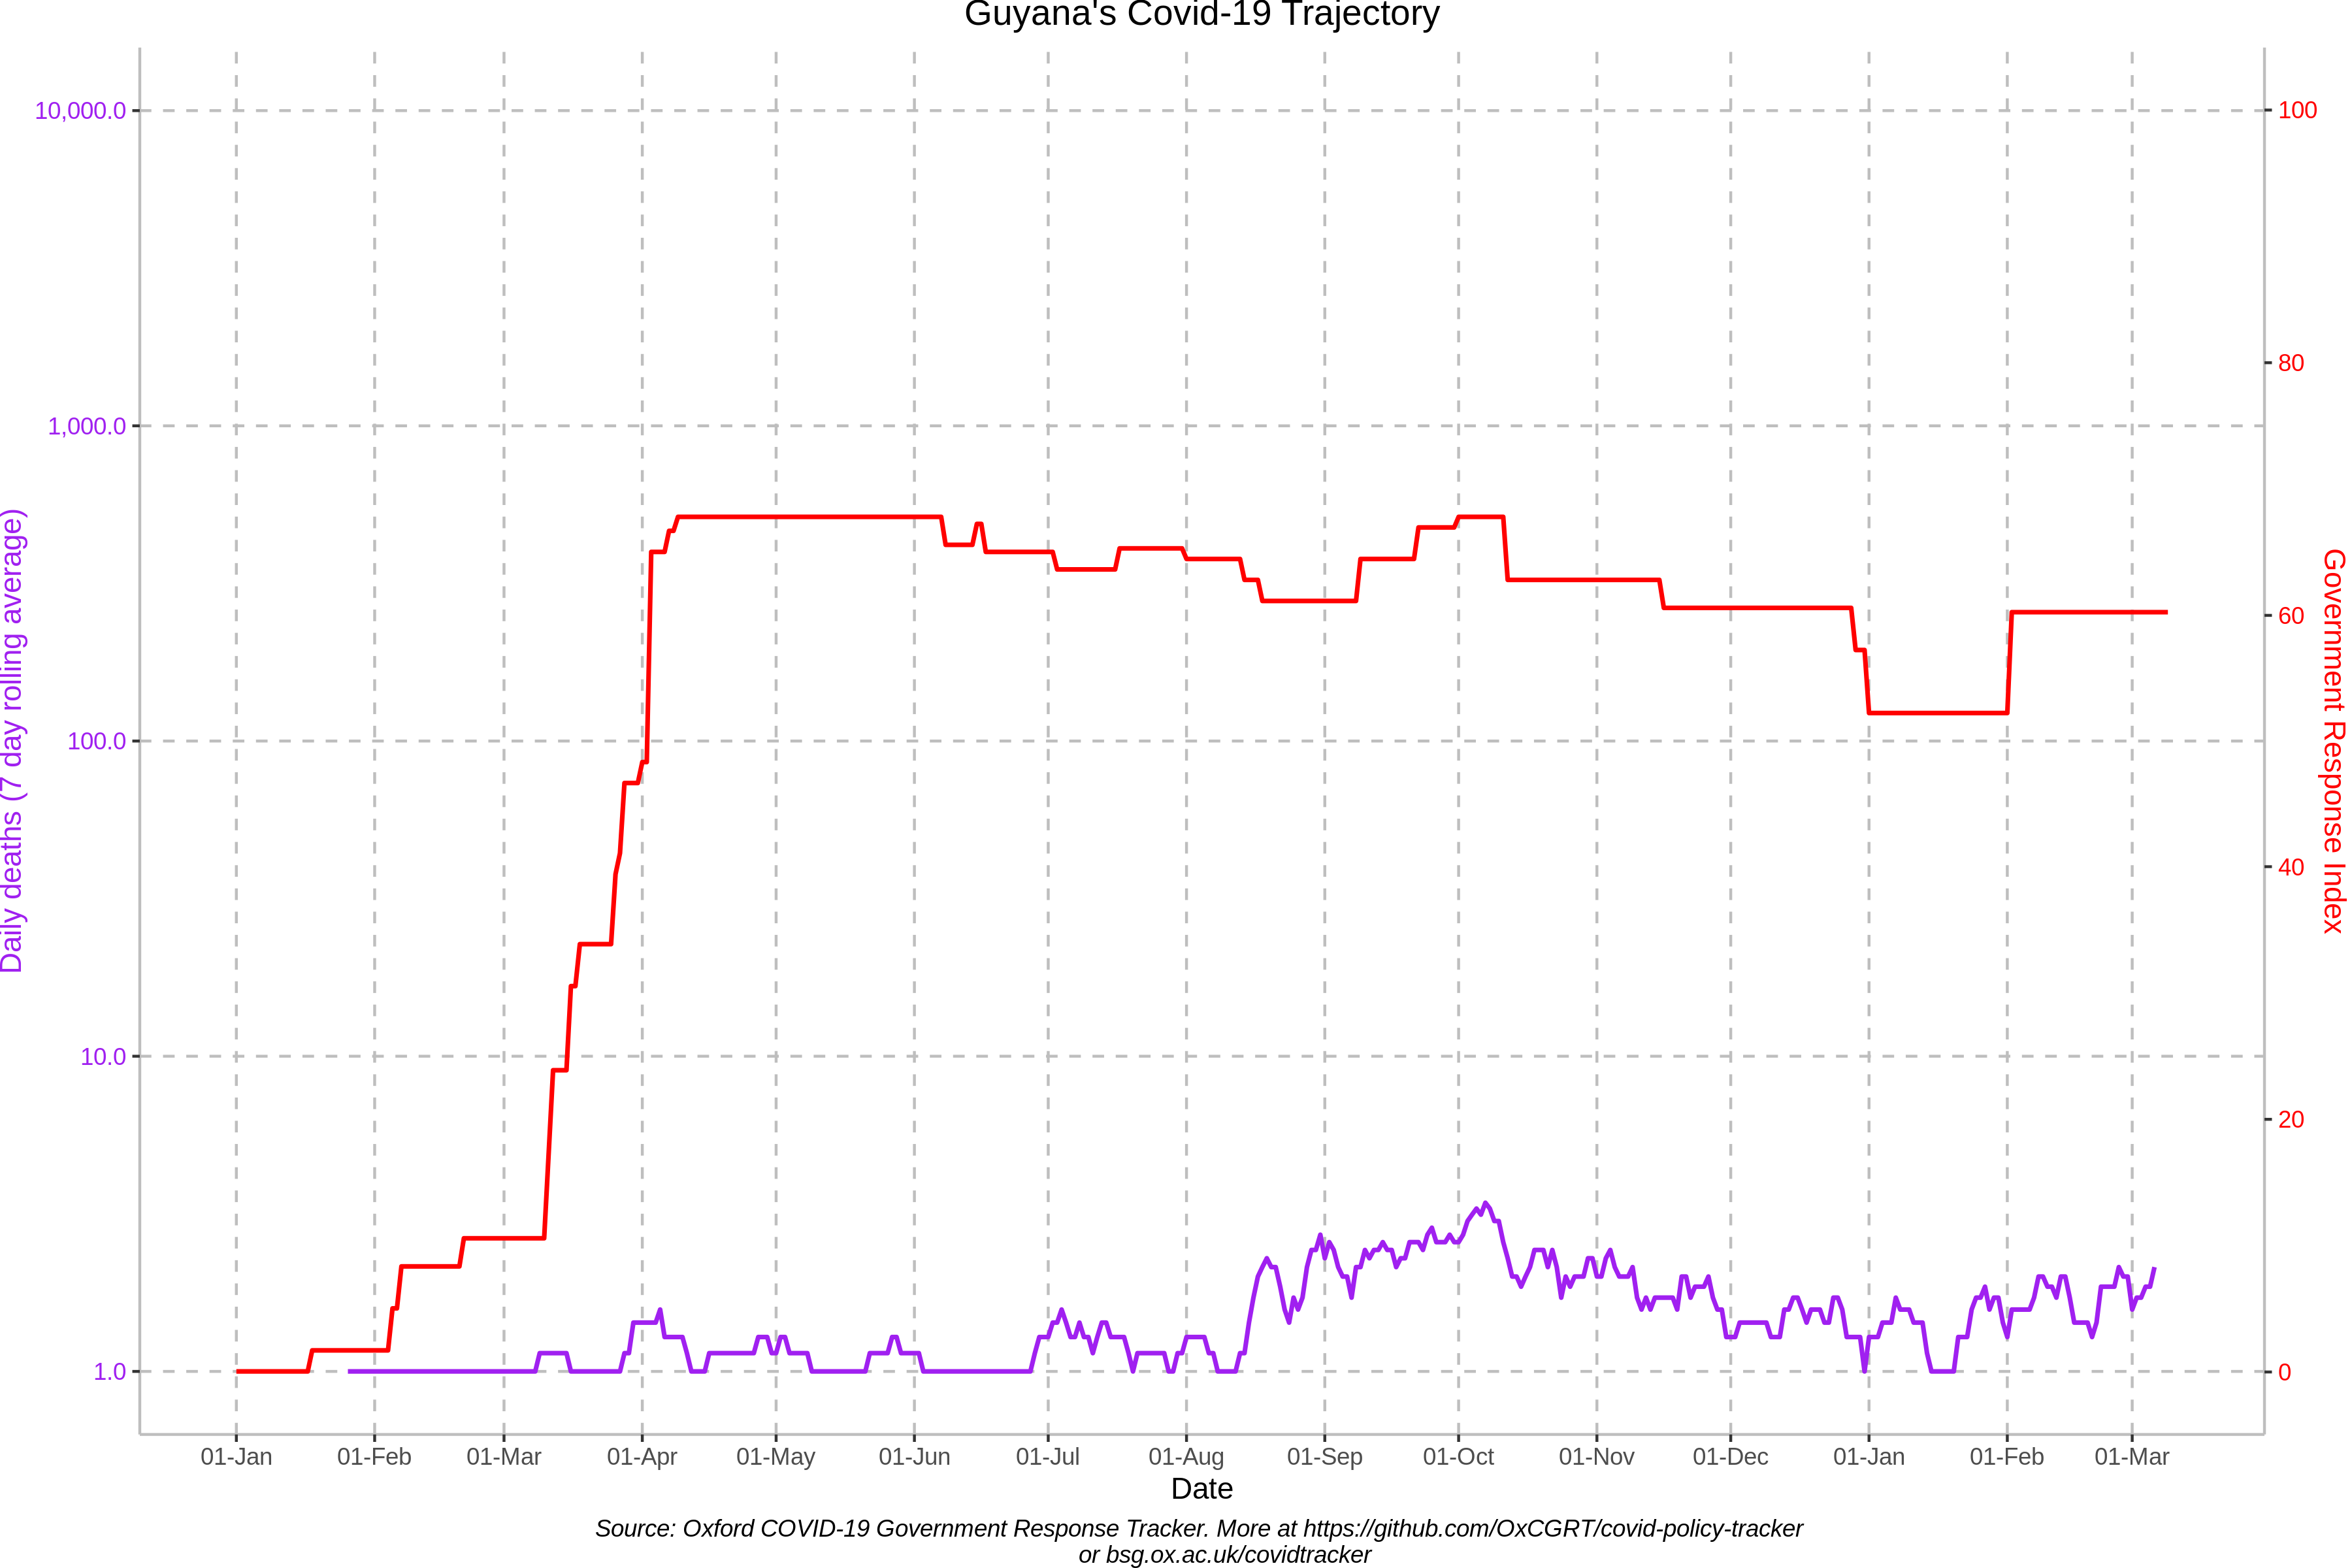 Guyana's Covid-19 Trajectory
10,000.0
1,000.0
100.0
10.0
1.0
Daily deaths (7 day rolling average)
100
80
60
40
20
0
Government Response Index
01-Jan 01-Feb 01-Mar 01-Apr 01-May 01-Jun 01-Jul 01-Aug 01-Sep 01-Oct 01-Nov 01-Dec 01-Jan 01-Feb 01-Mar
Date
Source: Oxford COVID-19 Government Response Tracker. More at https://github.com/OxCGRT/covid-policy-tracker
or bsg.ox.ac.uk/covidtracker